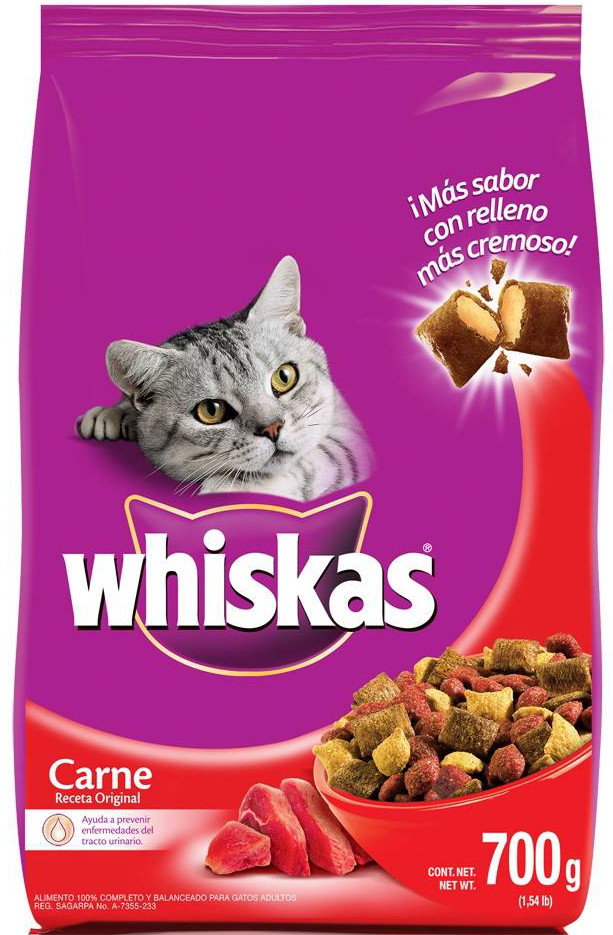 ¡Más sabor
con relleno
más cremoso!
whiskas®
Carne
Receta Original
Ayuda a prevenir
enfermedades del
tracto urinario.
CONT. NET.
NET WT.
700g
(1,54 lb)
ALIMENTO 100% COMPLETO Y BALANCEADO PARA GATOS ADULTOS
REG. SAGARPA No. A-7355-233